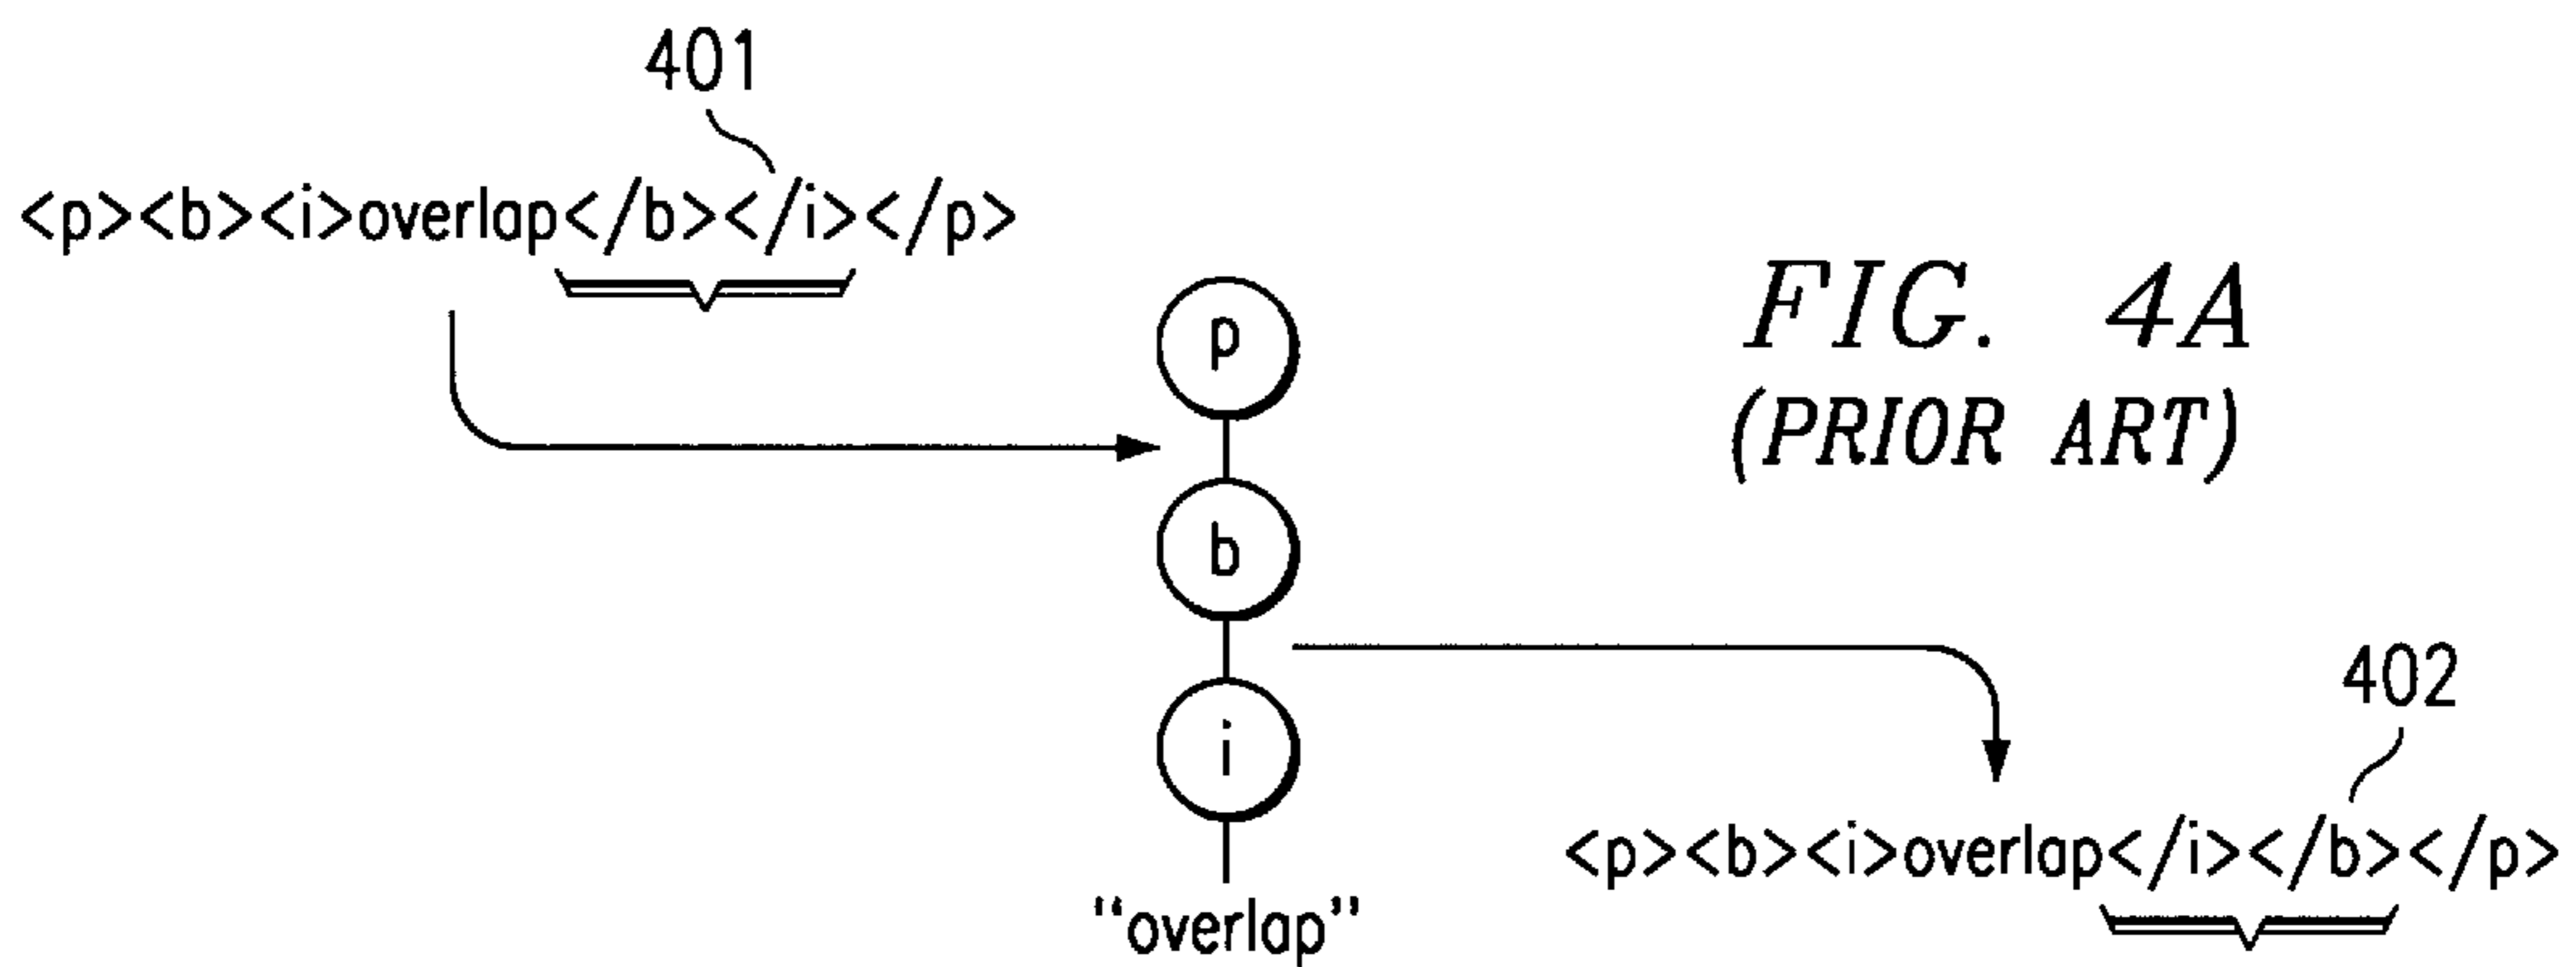 401
<p><b><i>overlap</b></i></p>
p
FIG. 4A
(PRIOR ART)
b
i
402
<p><b><i>overlap</i></b></p>
"overlap"